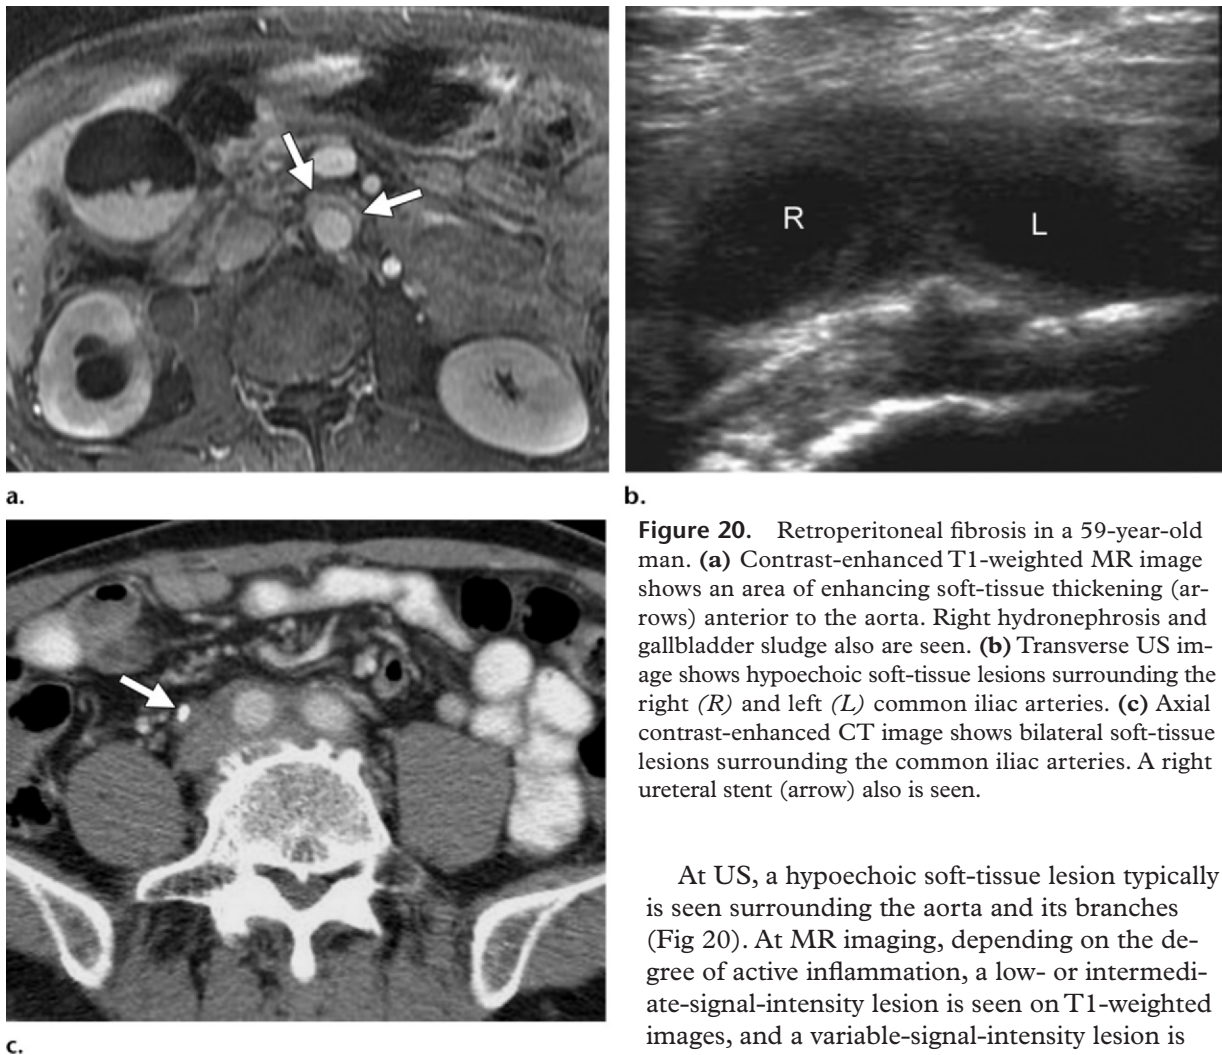 a.
b.
R
L
c.
Figure 20. Retroperitoneal fibrosis in a 59-year-old
man. (a) Contrast-enhanced T1-weighted MR image
shows an area of enhancing soft-tissue thickening (ar-
rows) anterior to the aorta. Right hydronephrosis and
gallbladder sludge also are seen. (b) Transverse US im-
age shows hypoechoic soft-tissue lesions surrounding the
right (R) and left (L) common iliac arteries. (c) Axial
contrast-enhanced CT image shows bilateral soft-tissue
lesions surrounding the common iliac arteries. A right
ureteral stent (arrow) also is seen.
At US, a hypoechoic soft-tissue lesion typically
is seen surrounding the aorta and its branches
(Fig 20). At MR imaging, depending on the de-
gree of active inflammation, a low- or intermedi-
ate-signal-intensity lesion is seen on T1-weighted
images, and a variable-signal-intensity lesion is